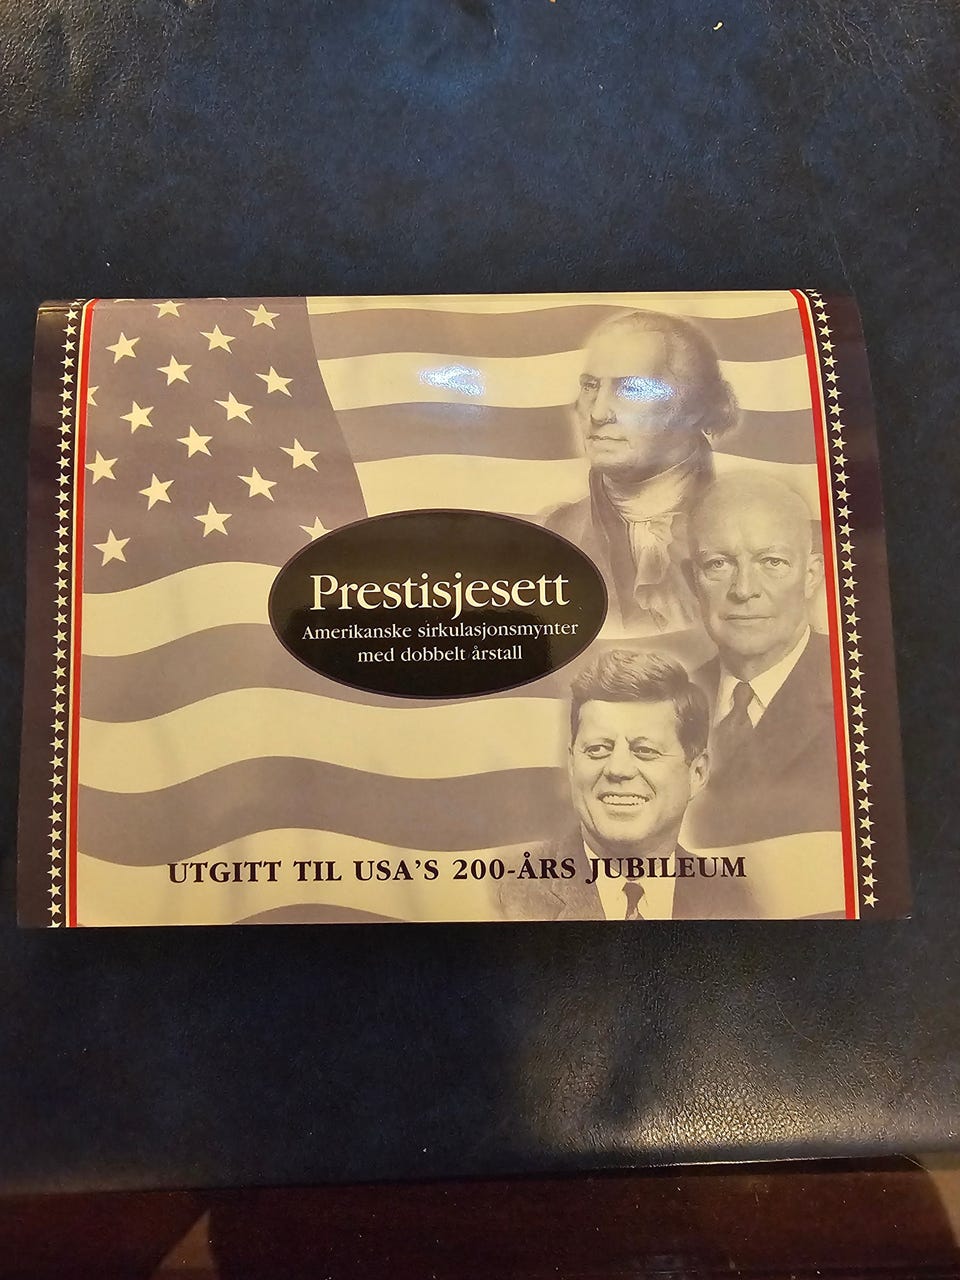 Prestisjesett
Amerikanske sirkulasjonsmynter
med dobbelt årstall
UTGITT TIL USA'S 200-ÅRS JUBILEUM